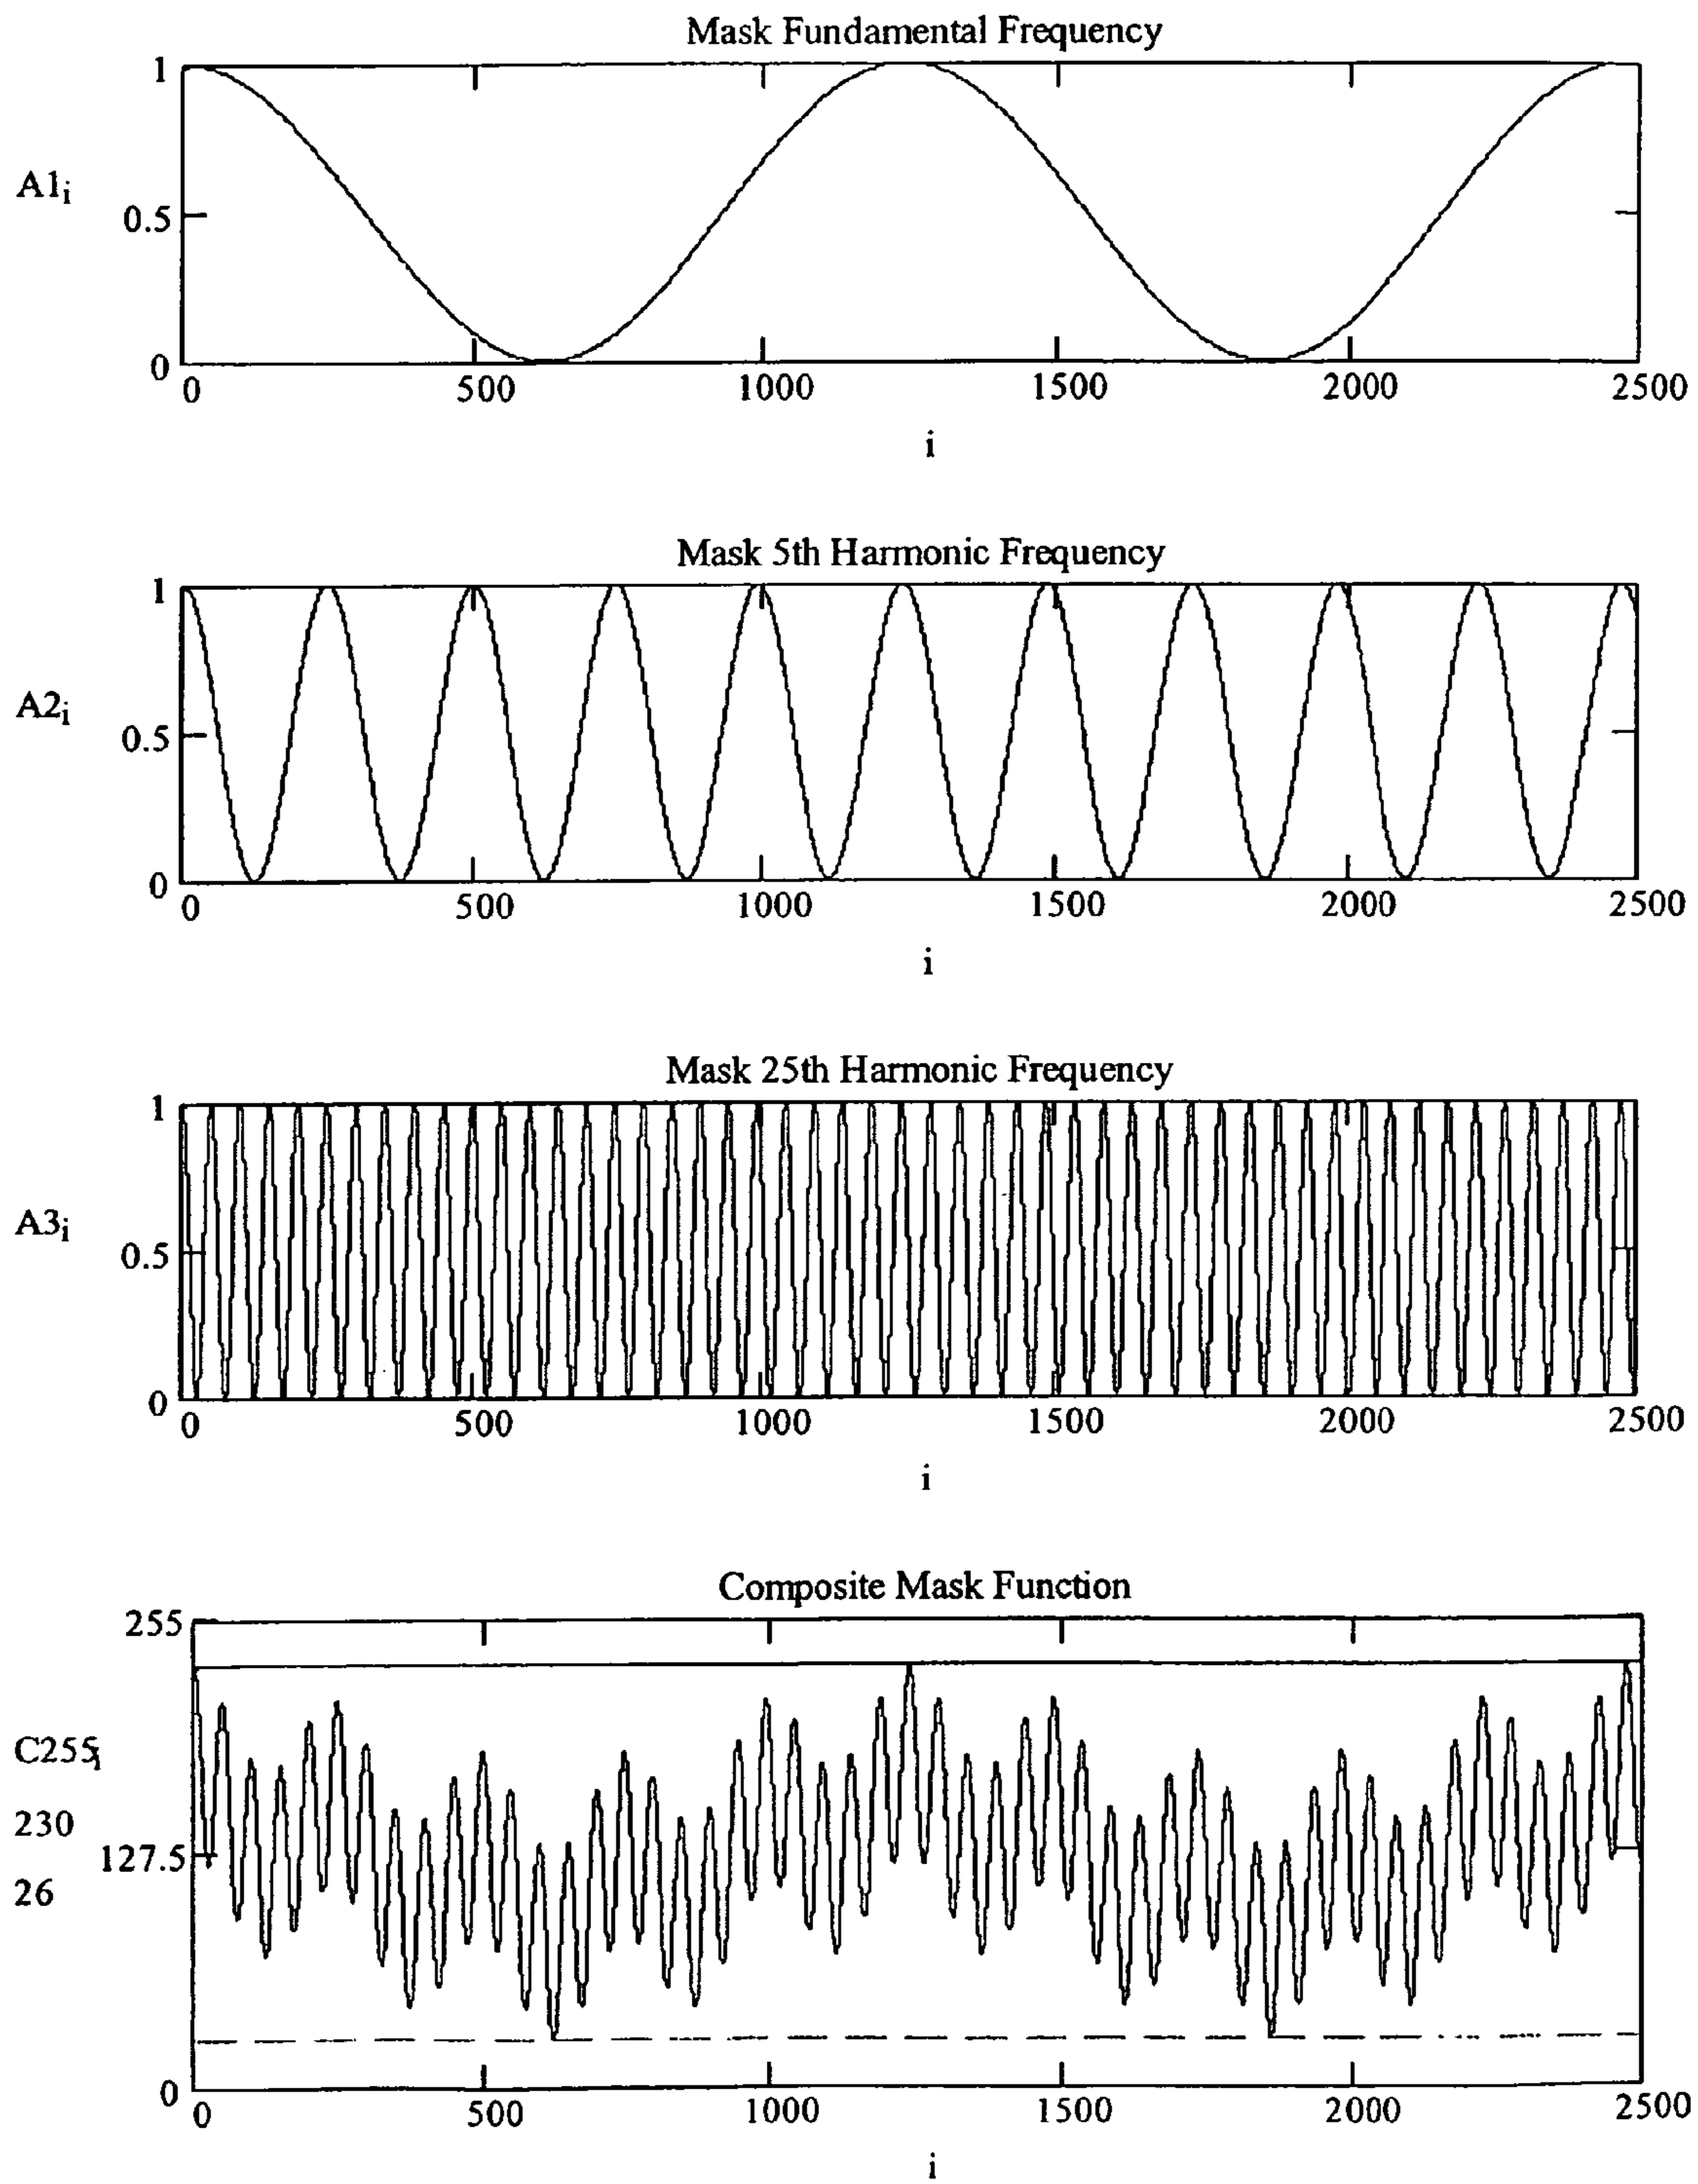 Mask Fundamental Frequency
1
A1i
0.5
0
0 500 1000 1500 2000 2500
i
Mask 5th Harmonic Frequency
1
A2i
0.5
0
0 500 1000 1500 2000 2500
i
Mask 25th Harmonic Frequency
1
A3i
0.5
0
0 500 1000 1500 2000 2500
i
Composite Mask Function
255
C255i
230
127.5
26
0
0 500 1000 1500 2000 2500
i